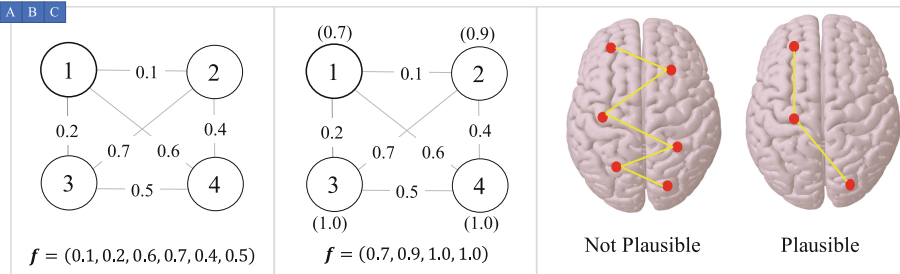 A B C
1 0.1 2
0.2 0.7 0.6 0.4
3 0.5 4
f = (0.1, 0.2, 0.6, 0.7, 0.4, 0.5)
(0.7) (0.9)
1 0.1 2
0.2 0.7 0.6 0.4
3 0.5 4
(1.0) (1.0)
f = (0.7, 0.9, 1.0, 1.0)
Not Plausible
Plausible